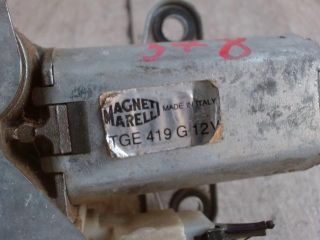 MAGNETI MARELLI MADE IN ITALY
TGE 419 G 12V